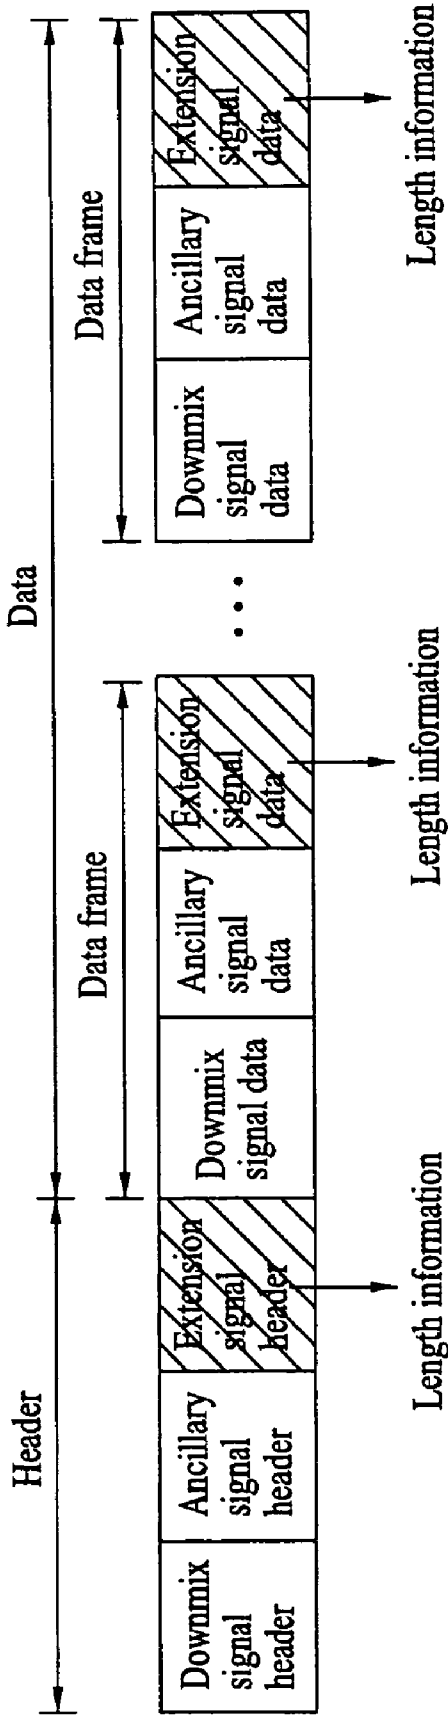 Header
Data
Data frame
Data frame
Downmix
signal
header
Ancillary
signal
header
Extension
signal
header
Downmix
signal data
Ancillary
signal
data
Extension
signal
data
• • •
Downmix
signal
data
Ancillary
signal
data
Extension
signal
data
Length information
Length information
Length information